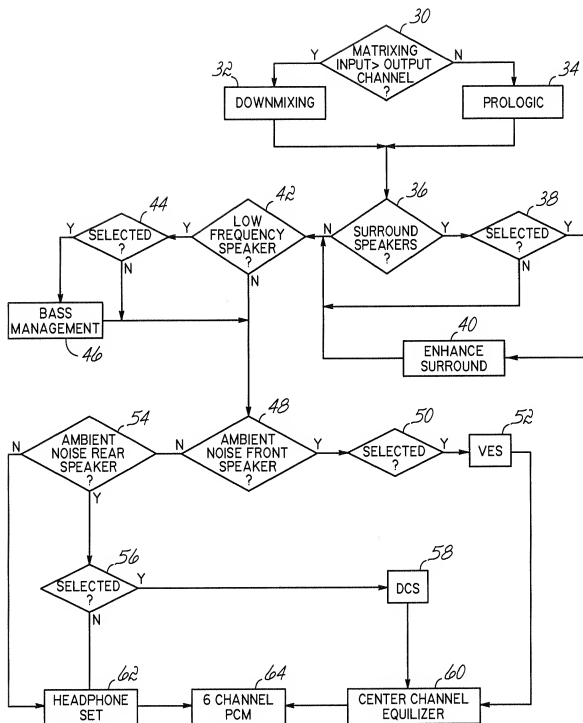 30
MATRIXING
INPUT> OUTPUT
CHANNEL
?
Y
N
32
DOWNMIXING
34
PROLOGIC
36
SURROUND
SPEAKERS
?
N
Y
38
SELECTED
?
Y
N
40
ENHANCE
SURROUND
42
LOW
FREQUENCY
SPEAKER
?
Y
N
44
SELECTED
?
Y
N
BASS
MANAGEMENT
46
48
AMBIENT
NOISE FRONT
SPEAKER
?
N
Y
50
SELECTED
?
Y
52
VES
54
AMBIENT
NOISE REAR
SPEAKER
?
N
Y
56
SELECTED
?
Y
N
58
DCS
62
HEADPHONE
SET
64
6 CHANNEL
PCM
60
CENTER CHANNEL
EQUILIZER